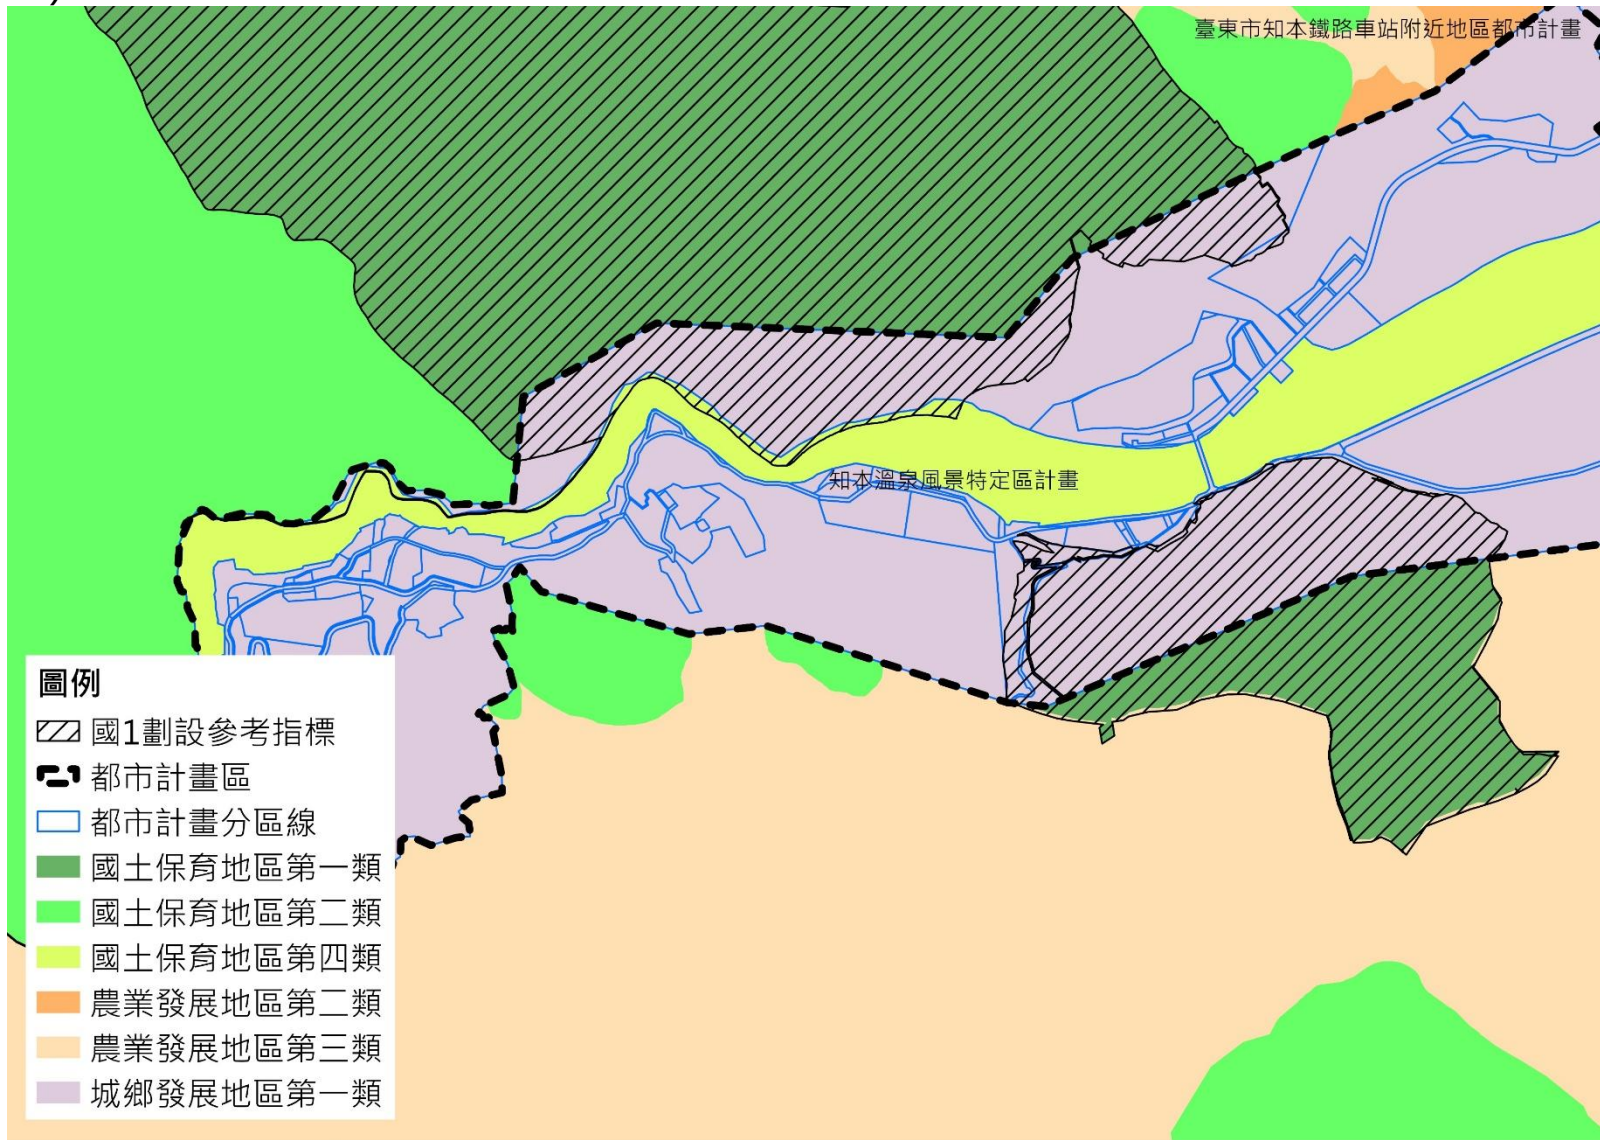 臺東市知本鐵路車站附近地區都市計畫
知本溫泉風景特定區計畫
圖例
國1劃設參考指標
都市計畫區
都市計畫分區線
國土保育地區第一類
國土保育地區第二類
國土保育地區第四類
農業發展地區第二類
農業發展地區第三類
城鄉發展地區第一類